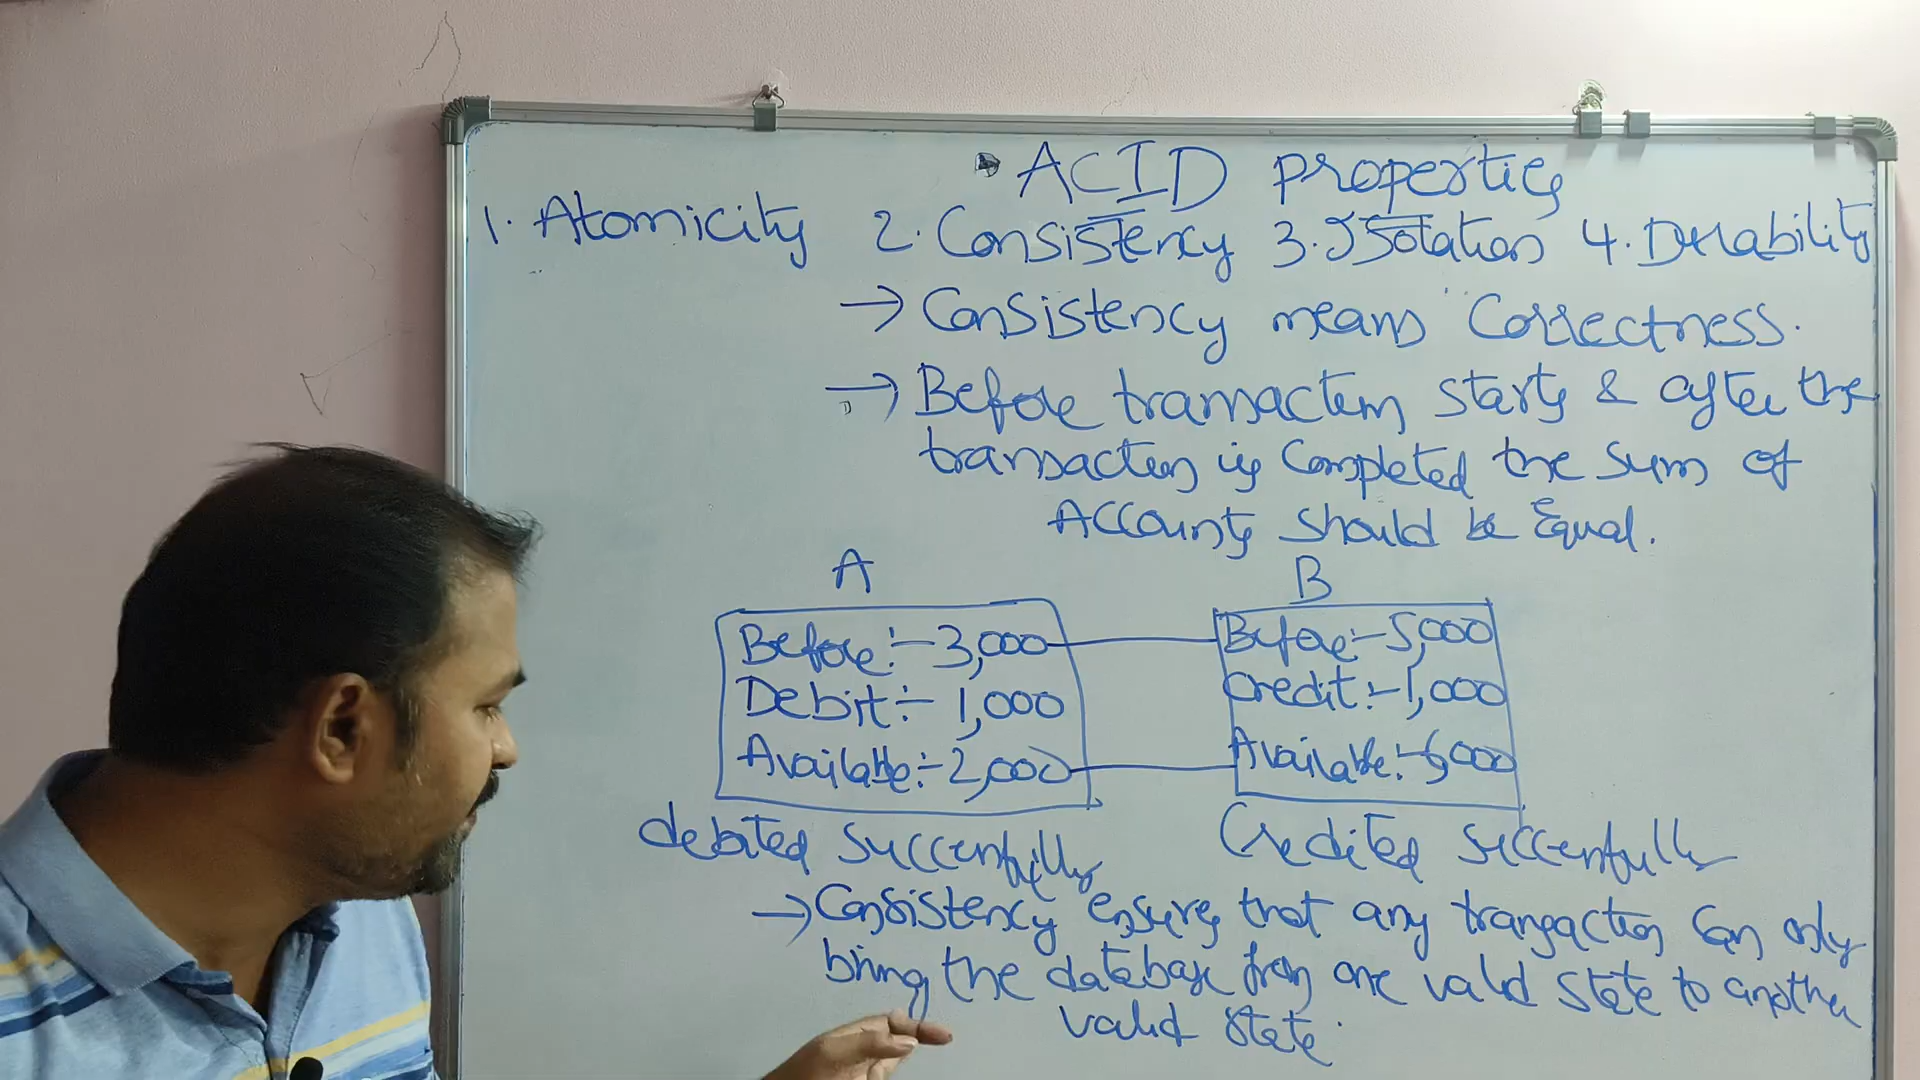 ACID properties
1. Atomicity 2. Consistency 3. Isolation 4. Durability
→ Consistency means Correctness.
→ Before transaction starts & after the
transaction is Completed the sum of
Accounts should be Equal.
A B
Before:- 3,000 Before:- 5,000
Debit:- 1,000 Credit:- 1,000
Available:- 2,000 Available:- 6,000
debited successfully Credited successfully
→ Consistency ensures that any transaction can only
bring the database from one valid state to another
valid state.